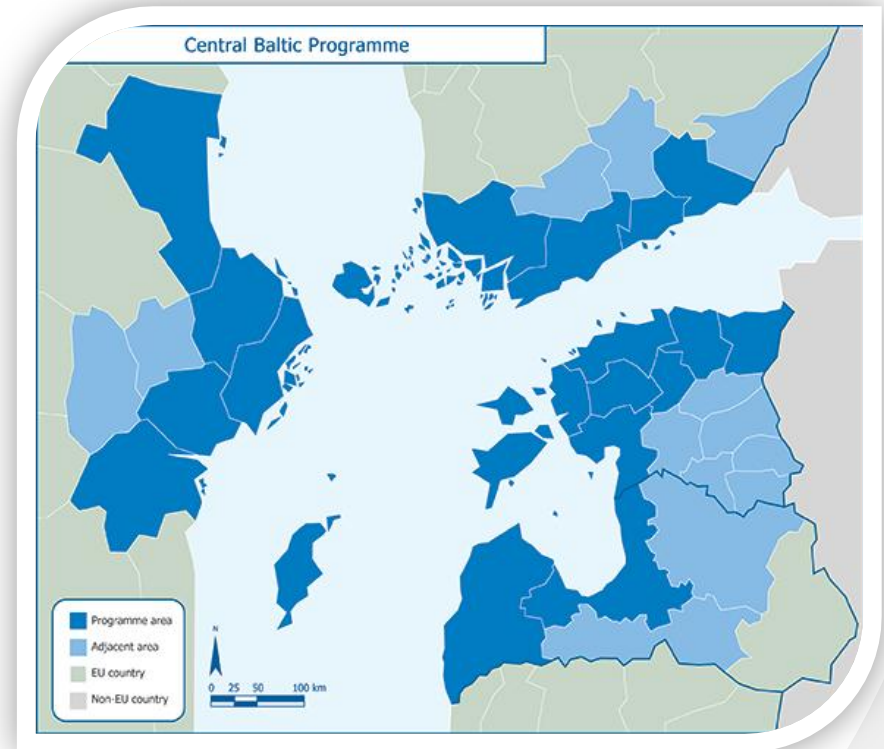 Central Baltic Programme
Programme area
Adjacent area
EU country
Non-EU country
N
0 25 50 100 km